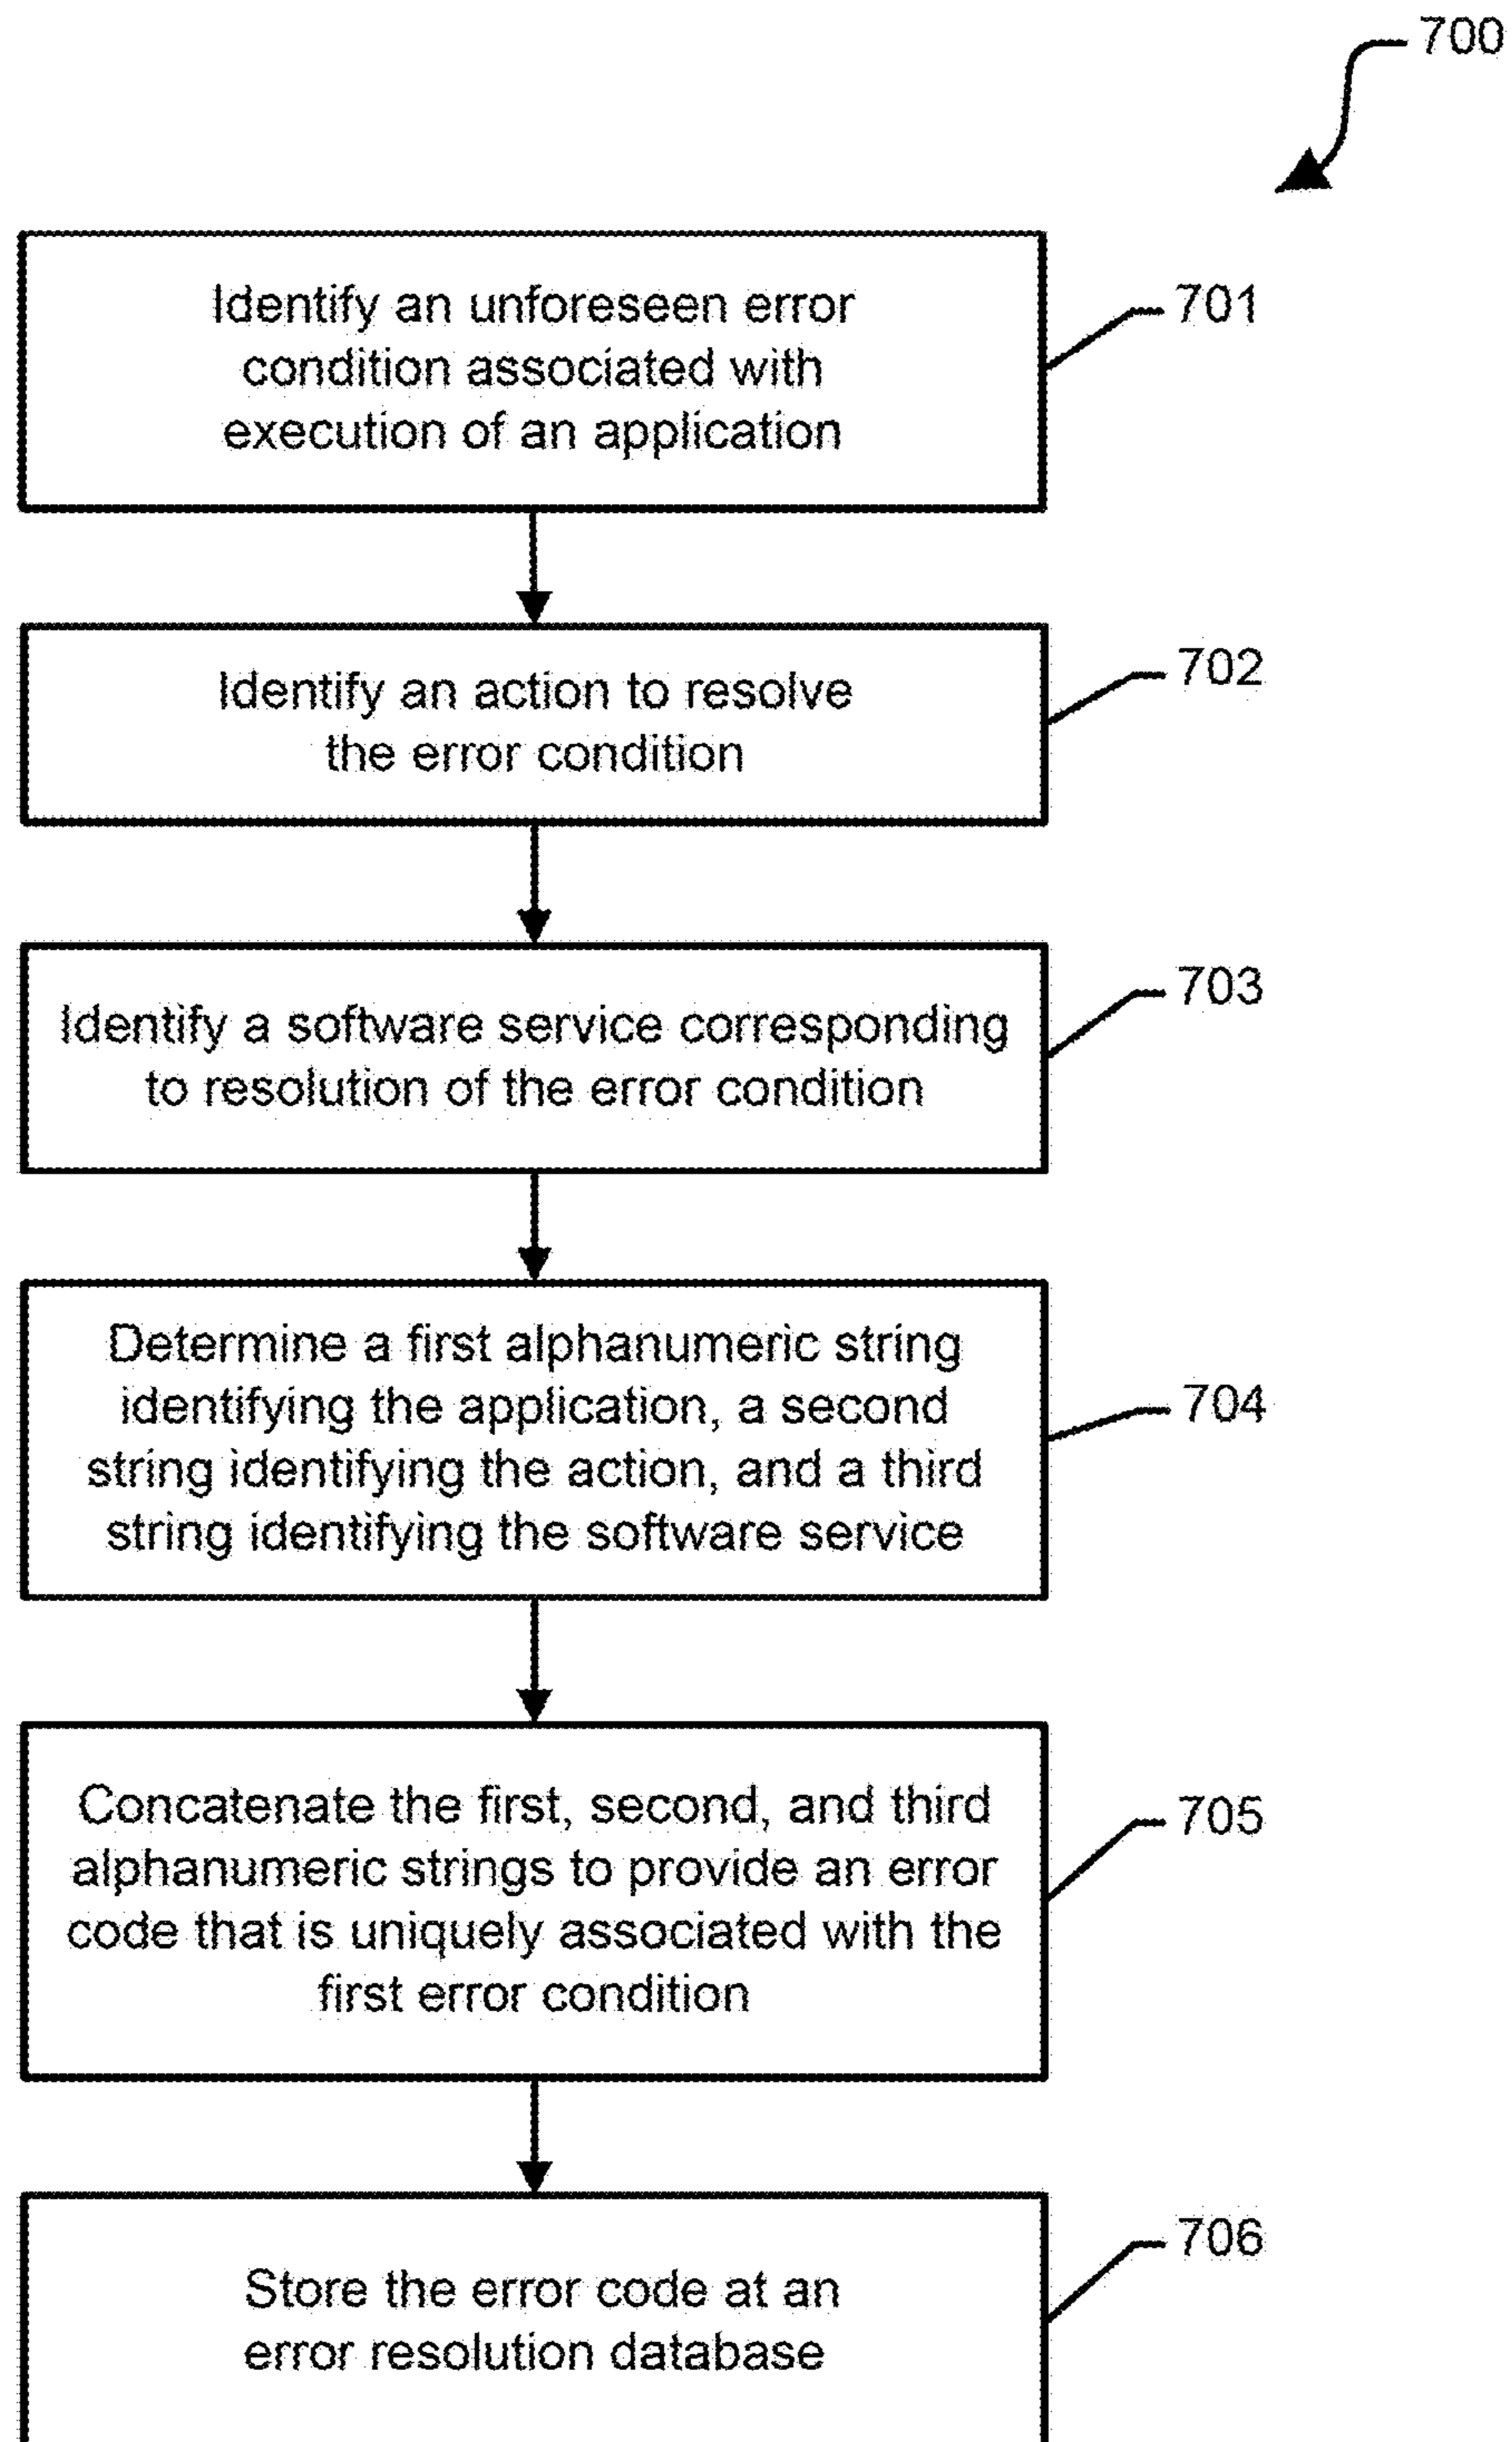 700
Identify an unforeseen error
condition associated with
execution of an application
701
Identify an action to resolve
the error condition
702
Identify a software service corresponding
to resolution of the error condition
703
Determine a first alphanumeric string
identifying the application, a second
string identifying the action, and a third
string identifying the software service
704
Concatenate the first, second, and third
alphanumeric strings to provide an error
code that is uniquely associated with the
first error condition
705
Store the error code at an
error resolution database
706